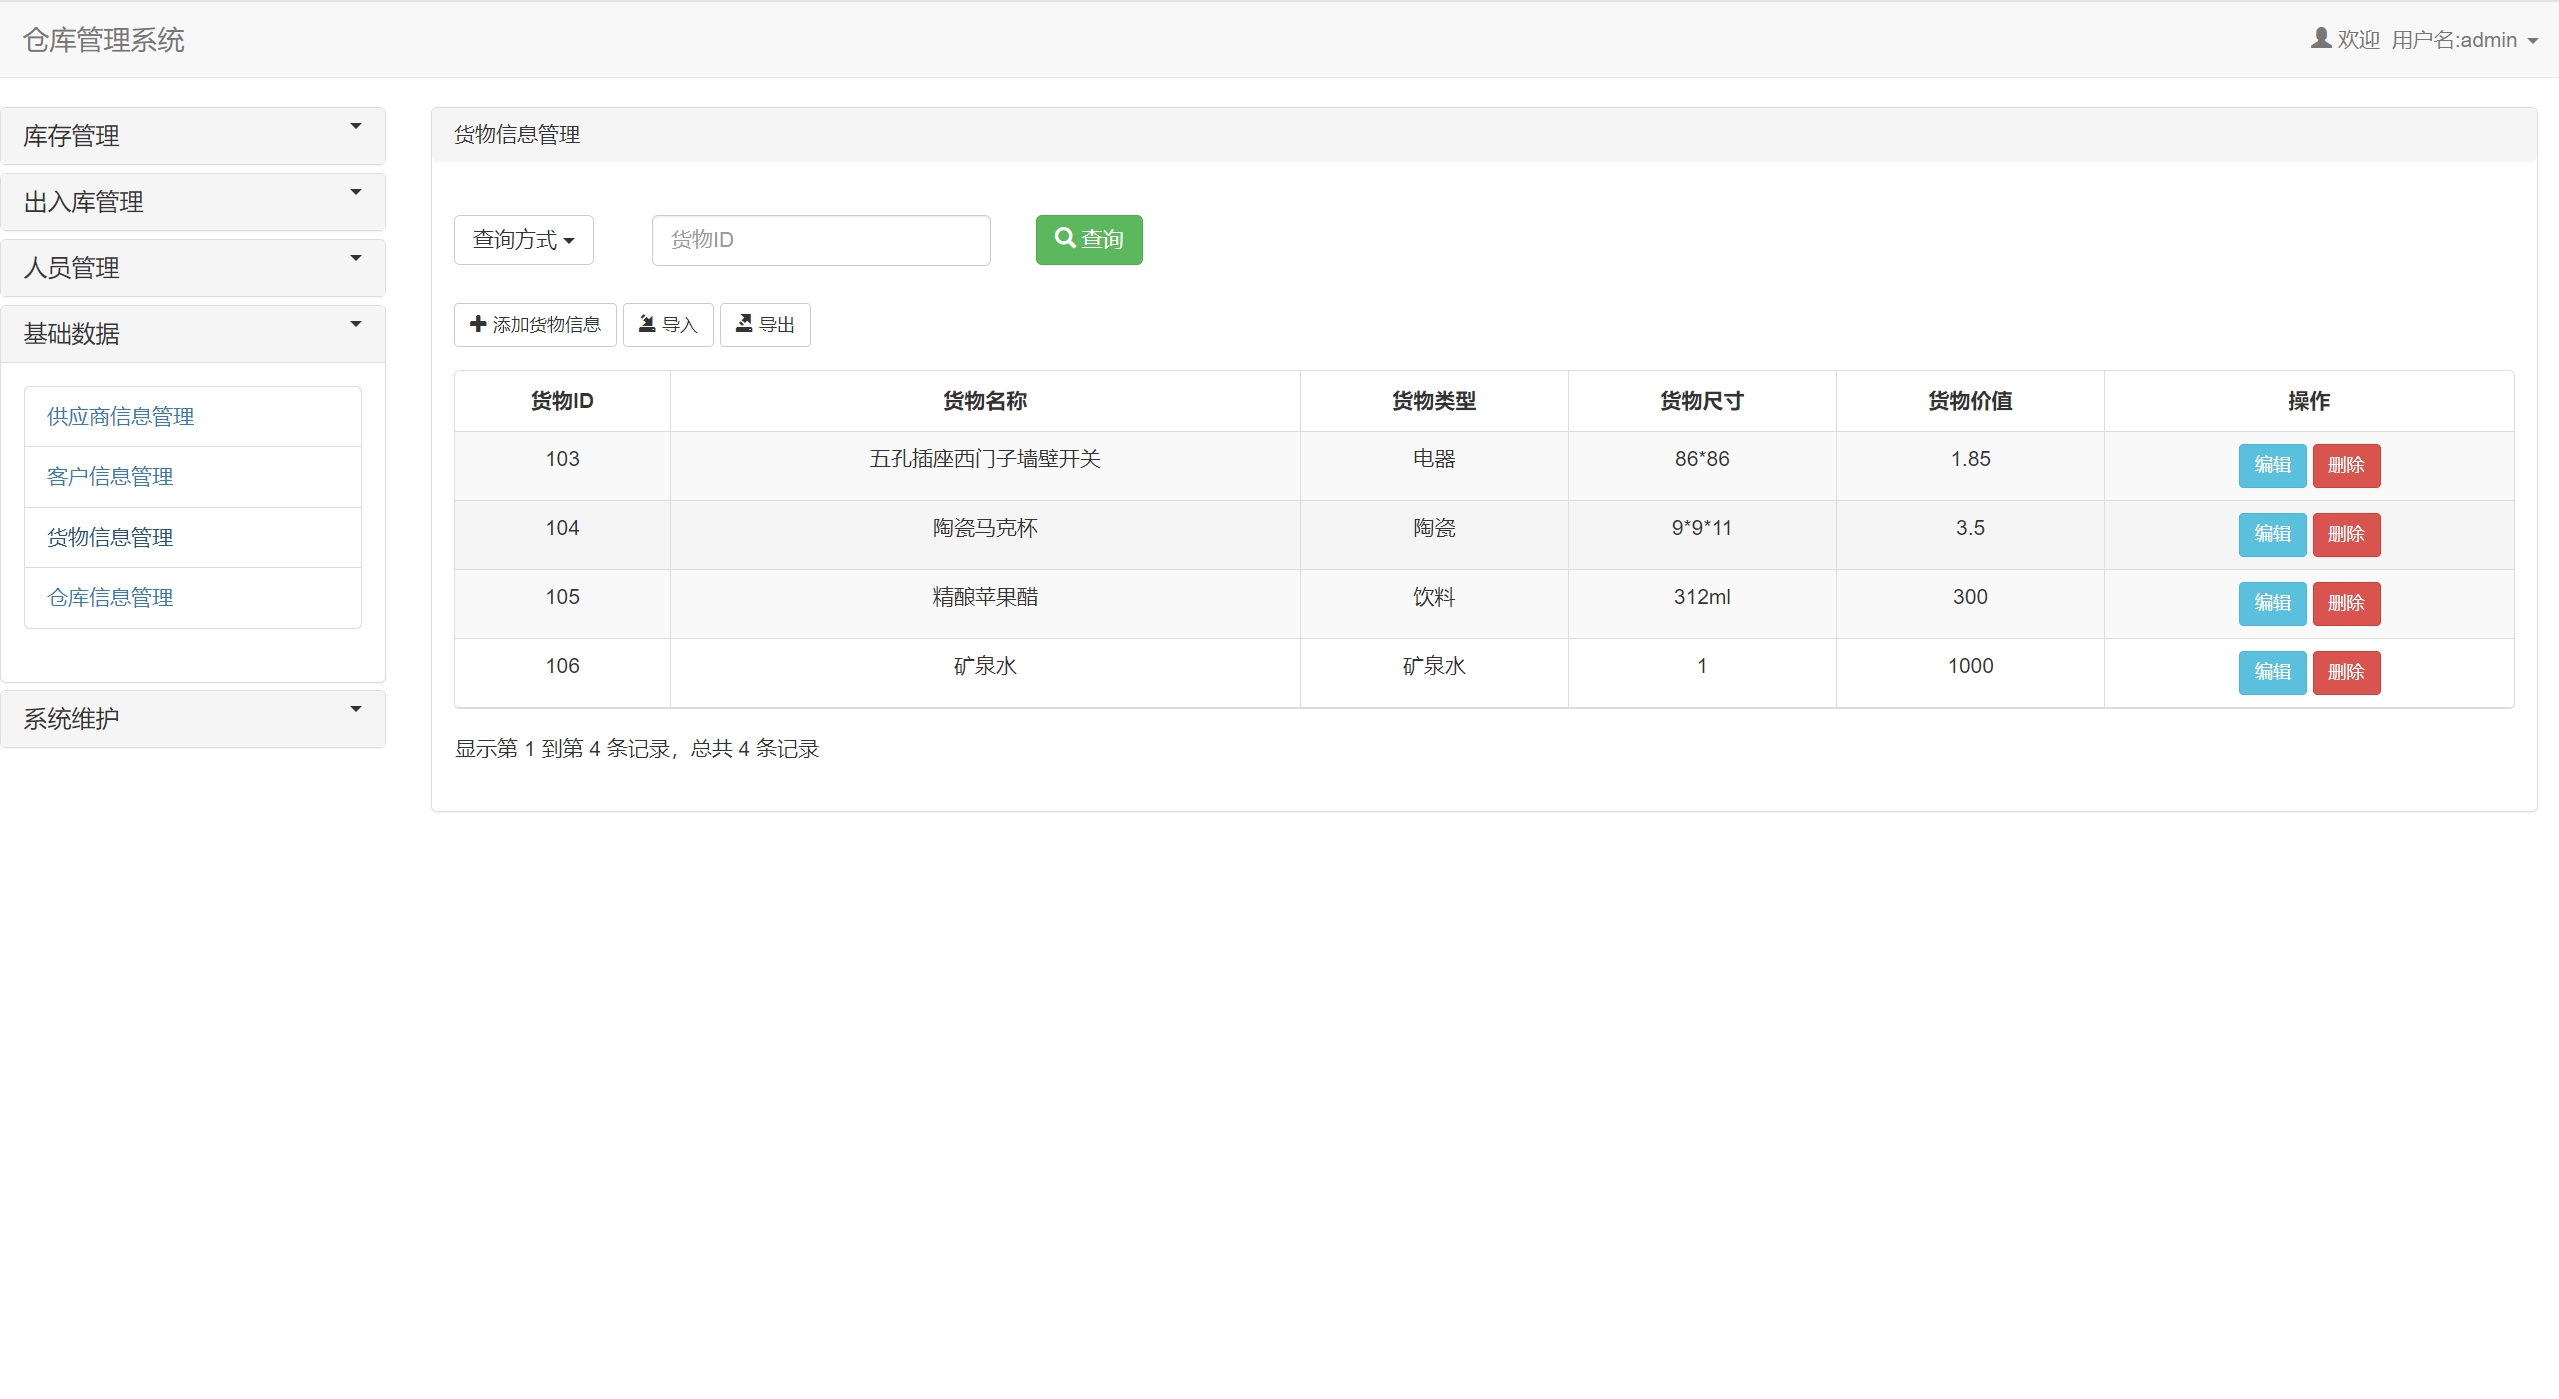 仓库管理系统
欢迎 用户名:admin
库存管理
出入库管理
人员管理
基础数据
供应商信息管理
客户信息管理
货物信息管理
仓库信息管理
系统维护
货物信息管理
查询方式 货物ID 查询
添加货物信息 导入 导出
货物ID 货物名称 货物类型 货物尺寸 货物价值 操作
103 五孔插座西门子墙壁开关 电器 86*86 1.85 编辑 删除
104 陶瓷马克杯 陶瓷 9*9*11 3.5 编辑 删除
105 精酿苹果醋 饮料 312ml 300 编辑 删除
106 矿泉水 矿泉水 1 1000 编辑 删除
显示第 1 到第 4 条记录，总共 4 条记录